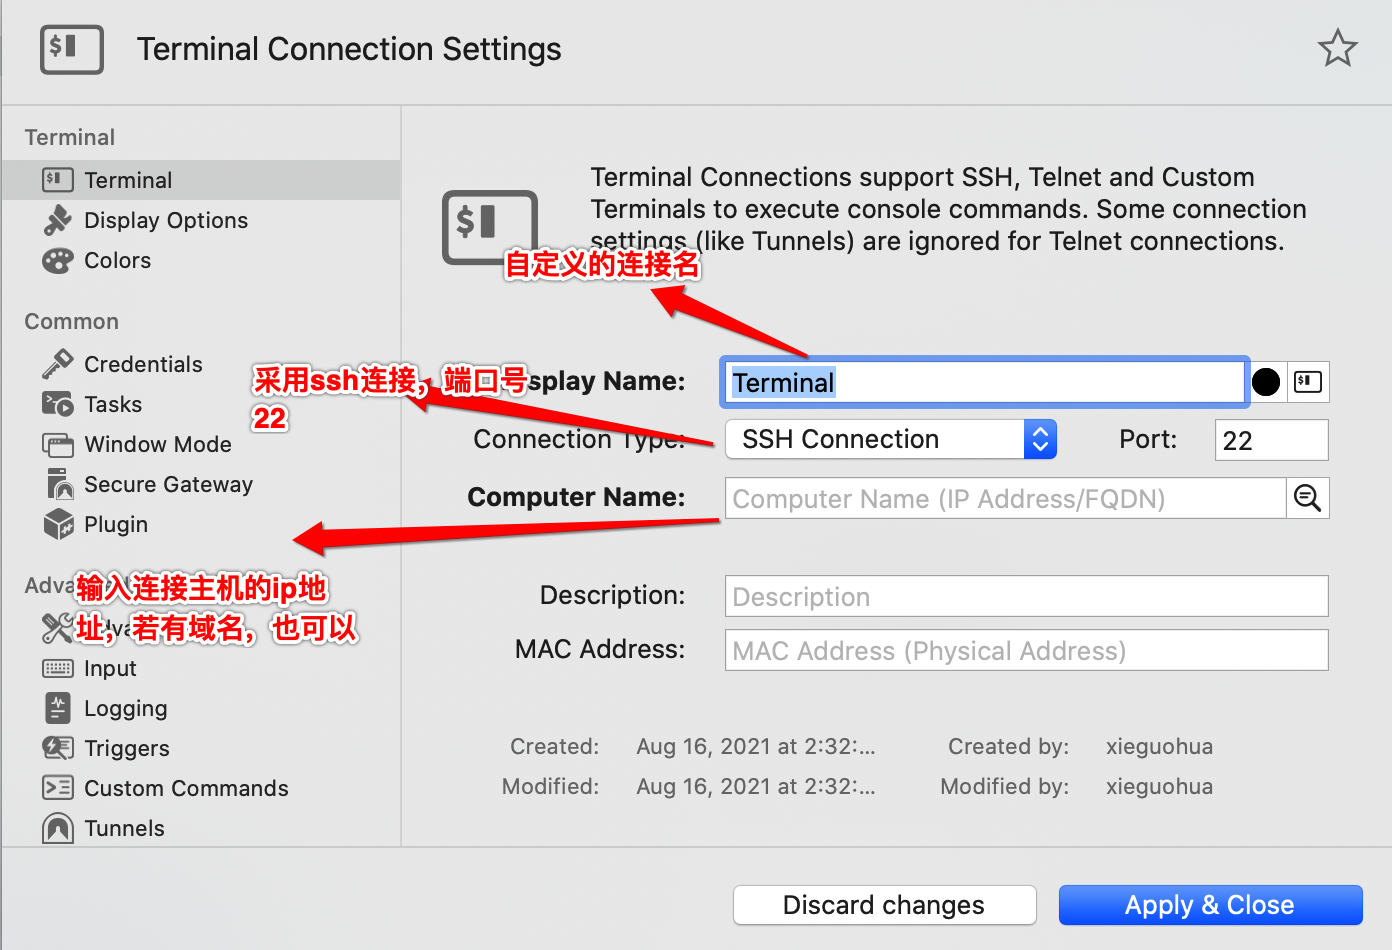 Terminal Connection Settings
Terminal
Terminal
Display Options
Colors
Common
Credentials
Tasks
Window Mode
Secure Gateway
Plugin
Input
Logging
Triggers
Custom Commands
Tunnels
Terminal Connections support SSH, Telnet and Custom
Terminals to execute console commands. Some connection
settings (like Tunnels) are ignored for Telnet connections.
自定义的连接名
采用ssh连接，端口号
22
输入连接主机的ip地
址，若有域名，也可以
Display Name: Terminal
Connection Type: SSH Connection Port: 22
Computer Name: Computer Name (IP Address/FQDN)
Description: Description
MAC Address: MAC Address (Physical Address)
Created: Aug 16, 2021 at 2:32:... Created by: xieguohua
Modified: Aug 16, 2021 at 2:32:... Modified by: xieguohua
Discard changes Apply & Close